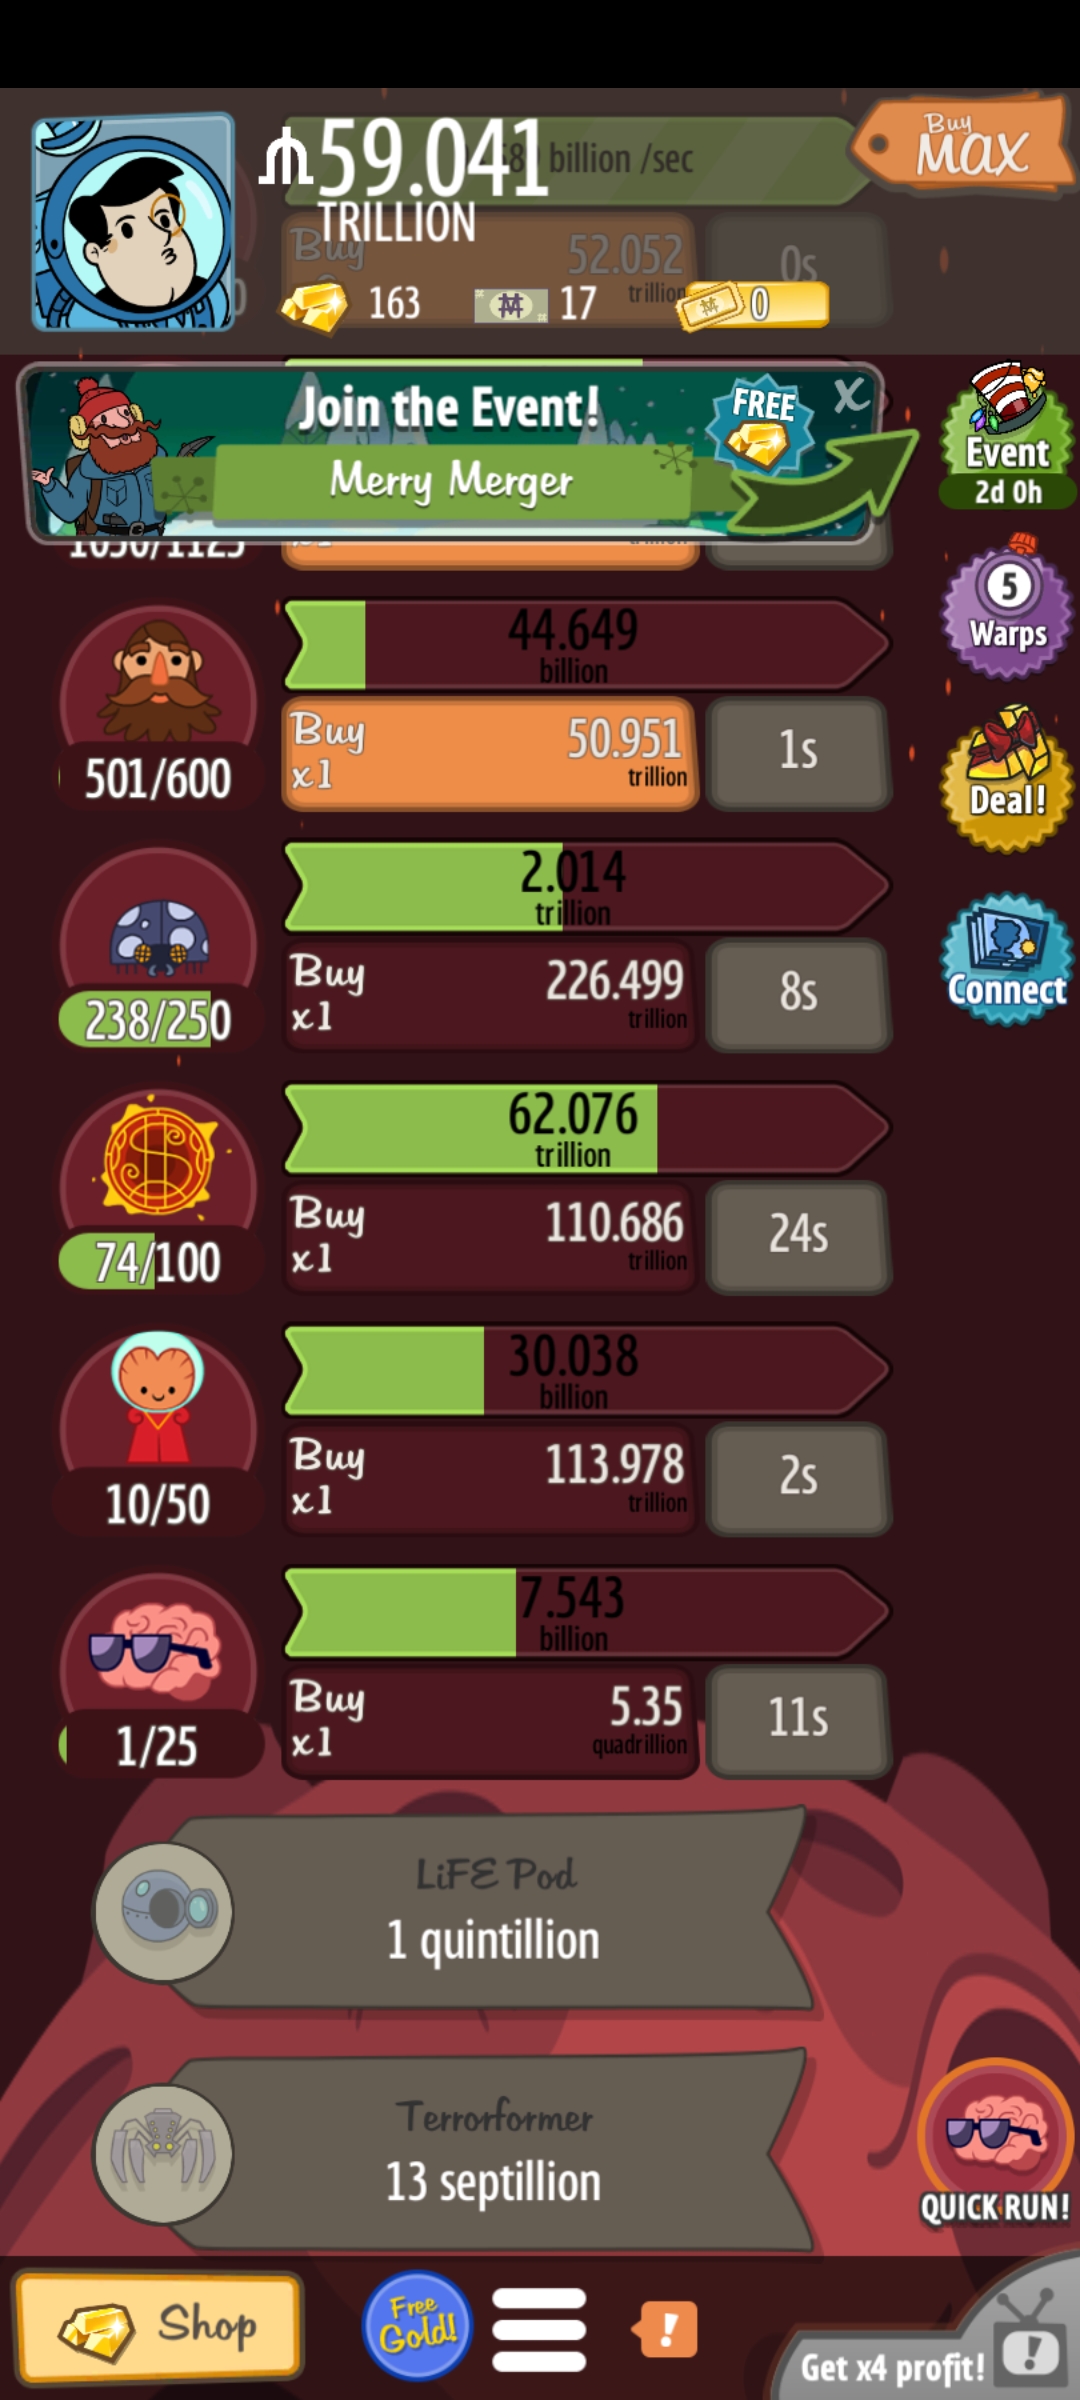 Buy
MAX
59.041
billion /sec
TRILLION
Buy
52.052
trillion
0s
163
17
0
Join the Event!
FREE
X
Merry Merger
Event
2d 0h
1050/1125
44.649
billion
Buy
x1
50.951
trillion
1s
501/600
5
Warps
Deal!
2.014
trillion
Buy
x1
226.499
trillion
8s
238/250
Connect
62.076
trillion
Buy
x1
110.686
trillion
24s
74/100
30.038
billion
Buy
x1
113.978
trillion
2s
10/50
7.543
billion
Buy
x1
5.35
quadrillion
11s
1/25
LiFE Pod
1 quintillion
Terrorformer
13 septillion
QUICK RUN!
Shop
Free
Gold!
!
Get x4 profit!
!